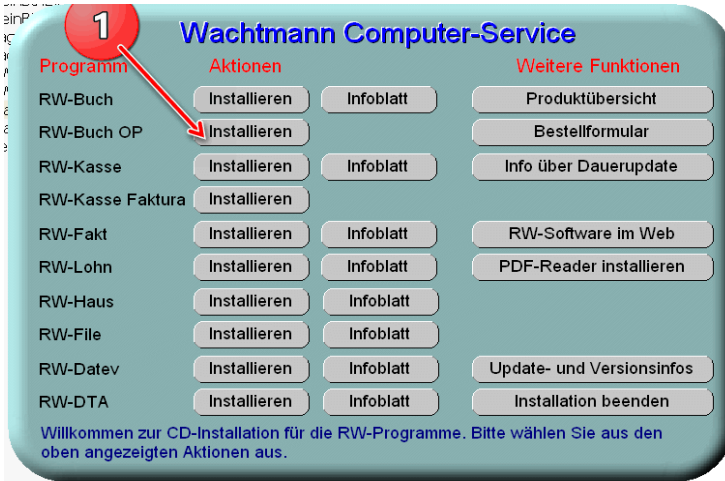 1
Wachtmann Computer-Service
Programm Aktionen Weitere Funktionen
RW-Buch Installieren Infoblatt Produktübersicht
RW-Buch OP Installieren Bestellformular
RW-Kasse Installieren Infoblatt Info über Dauerupdate
RW-Kasse Faktura Installieren
RW-Fakt Installieren Infoblatt RW-Software im Web
RW-Lohn Installieren Infoblatt PDF-Reader installieren
RW-Haus Installieren Infoblatt
RW-File Installieren Infoblatt
RW-Datev Installieren Infoblatt Update- und Versionsinfos
RW-DTA Installieren Infoblatt Installation beenden
Willkommen zur CD-Installation für die RW-Programme. Bitte wählen Sie aus den
oben angezeigten Aktionen aus.